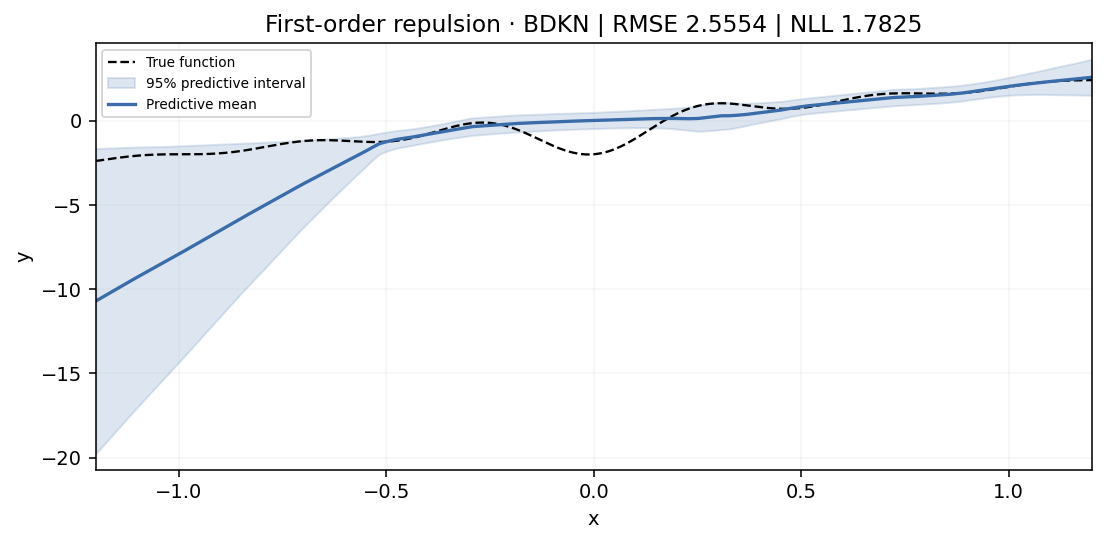 First-order repulsion · BDKN | RMSE 2.5554 | NLL 1.7825
True function
95% predictive interval
Predictive mean
0
−5
−10
−15
−20
y
−1.0
−0.5
0.0
0.5
1.0
x